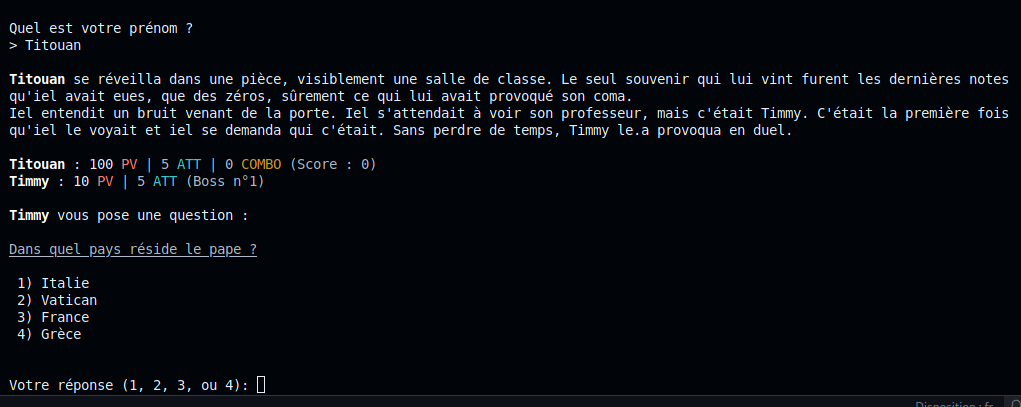 Quel est votre prénom ?
> Titouan
Titouan se réveilla dans une pièce, visiblement une salle de classe. Le seul souvenir qui lui vint furent les dernières notes
qu'iel avait eues, que des zéros, sûrement ce qui lui avait provoqué son coma.
Iel entendit un bruit venant de la porte. Iel s'attendait à voir son professeur, mais c'était Timmy. C'était la première fois
qu'iel le voyait et iel se demanda qui c'était. Sans perdre de temps, Timmy le.a provoqua en duel.
Titouan : 100 PV | 5 ATT | 0 COMBO (Score : 0)
Timmy : 10 PV | 5 ATT (Boss n°1)
Timmy vous pose une question :
Dans quel pays réside le pape ?
1) Italie
2) Vatican
3) France
4) Grèce
Votre réponse (1, 2, 3, ou 4):
Disposition : fr